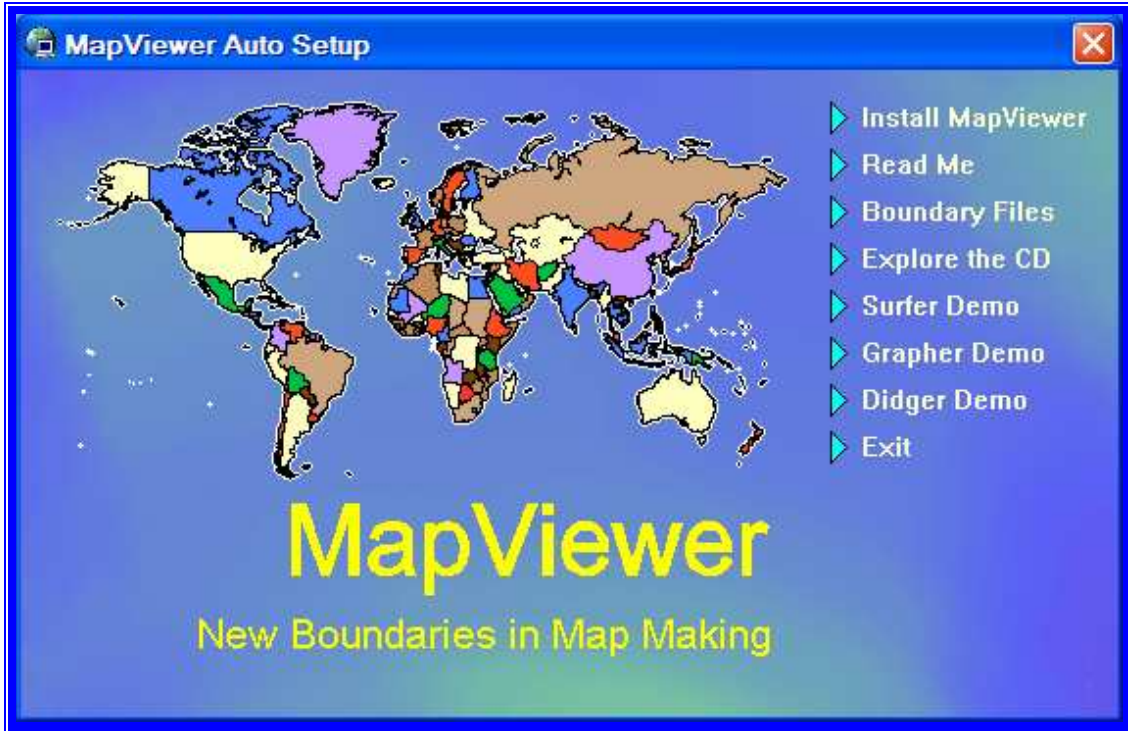 MapViewer Auto Setup
Install MapViewer
Read Me
Boundary Files
Explore the CD
Surfer Demo
Grapher Demo
Didger Demo
Exit
MapViewer
New Boundaries in Map Making